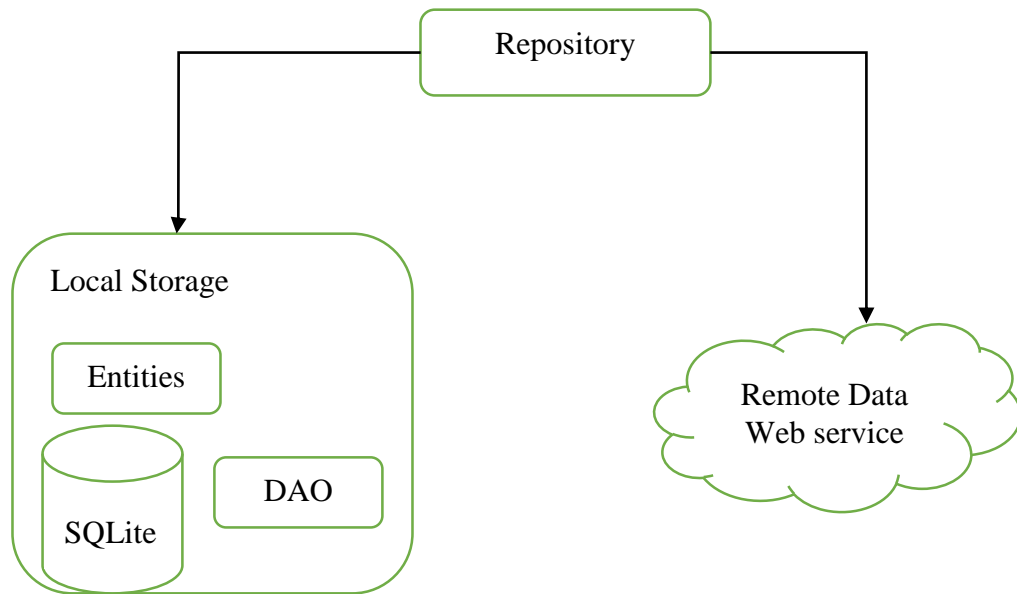 Repository
Local Storage
Entities
DAO
SQLite
Remote Data
Web service